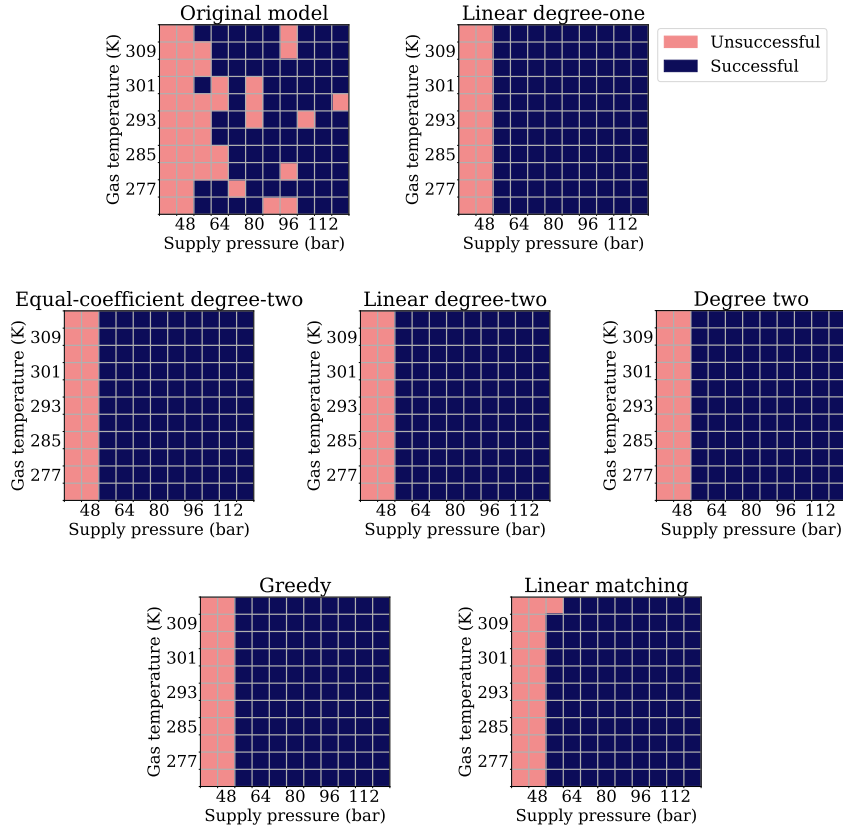 Original model
Gas temperature (K)
309
301
293
285
277
48 64 80 96 112
Supply pressure (bar)
Linear degree-one
Gas temperature (K)
309
301
293
285
277
48 64 80 96 112
Supply pressure (bar)
Unsuccessful
Successful
Equal-coefficient degree-two
Gas temperature (K)
309
301
293
285
277
48 64 80 96 112
Supply pressure (bar)
Linear degree-two
Gas temperature (K)
309
301
293
285
277
48 64 80 96 112
Supply pressure (bar)
Degree two
Gas temperature (K)
309
301
293
285
277
48 64 80 96 112
Supply pressure (bar)
Greedy
Gas temperature (K)
309
301
293
285
277
48 64 80 96 112
Supply pressure (bar)
Linear matching
Gas temperature (K)
309
301
293
285
277
48 64 80 96 112
Supply pressure (bar)